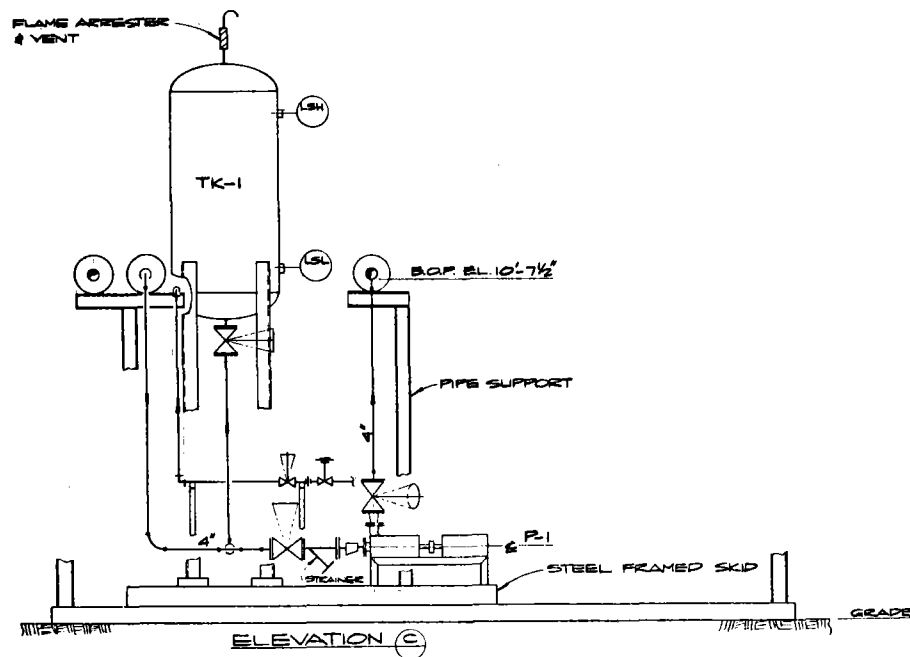 FLAME ARRESTER
& VENT
LSH
TK-1
LSL
B.O.P. EL. 10'-7½"
PIPE SUPPORT
4"
4"
STRAINER
℄ P-1
STEEL FRAMED SKID
GRADE
ELEVATION C